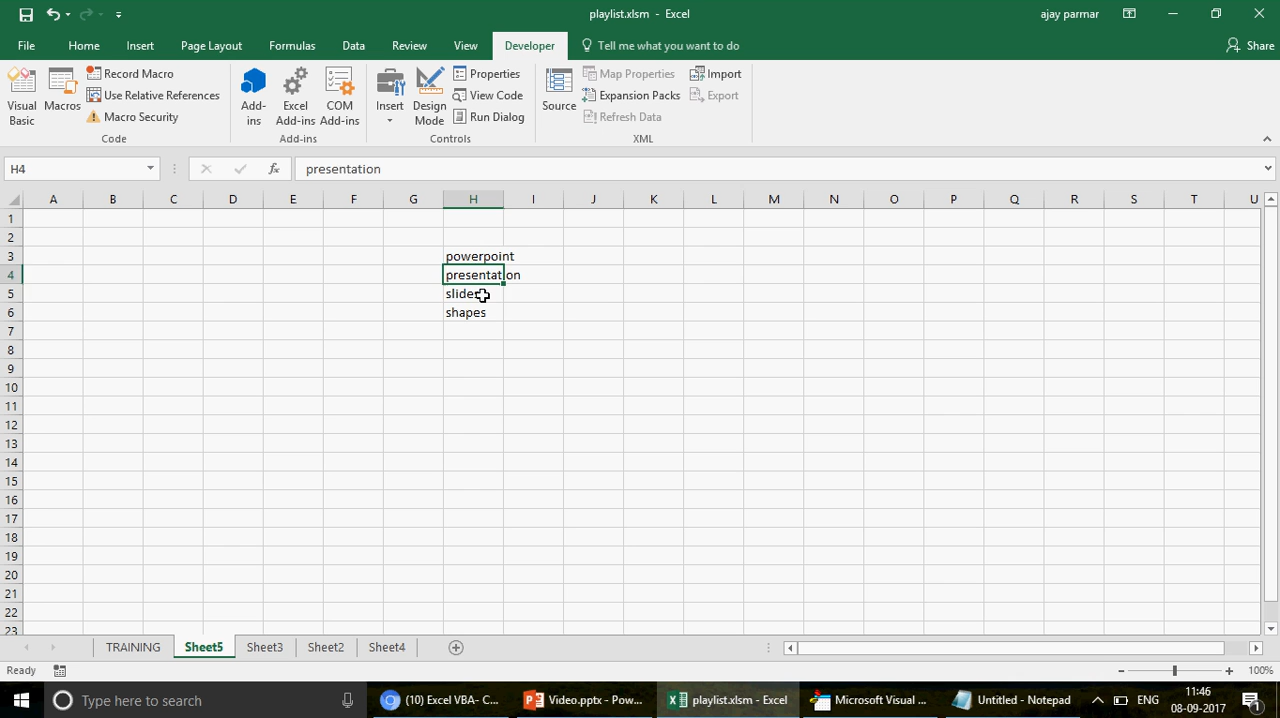 playlist.xlsm - Excel
ajay parmar
File Home Insert Page Layout Formulas Data Review View Developer Tell me what you want to do Share
Visual Basic
Macros
Record Macro
Use Relative References
Macro Security
Code
Add-ins
Excel Add-ins
COM Add-ins
Add-ins
Insert
Design Mode
Properties
View Code
Run Dialog
Controls
Source
Map Properties
Expansion Packs
Refresh Data
Import
Export
XML
H4 fx presentation
A B C D E F G H I J K L M N O P Q R S T U
1
2
3 powerpoint
4 presentation
5 slides
6 shapes
7
8
9
10
11
12
13
14
15
16
17
18
19
20
21
22
23
TRAINING Sheet5 Sheet3 Sheet2 Sheet4
Ready 100%
Type here to search
(10) Excel VBA- C...
Video.pptx - Pow...
playlist.xlsm - Excel
Microsoft Visual ...
Untitled - Notepad
ENG
11:46
08-09-2017
1